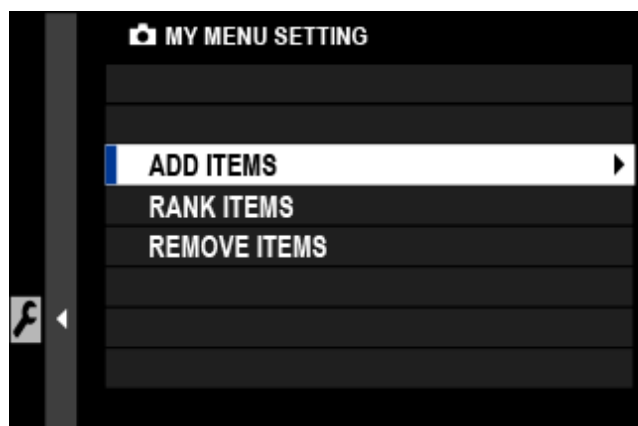 MY MENU SETTING
ADD ITEMS
RANK ITEMS
REMOVE ITEMS